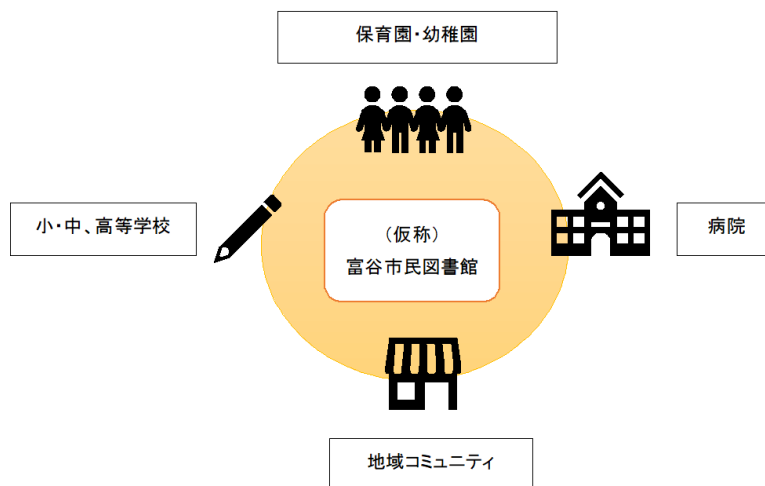 保育園・幼稚園
小・中、高等学校
（仮称）
富谷市民図書館
病院
地域コミュニティ